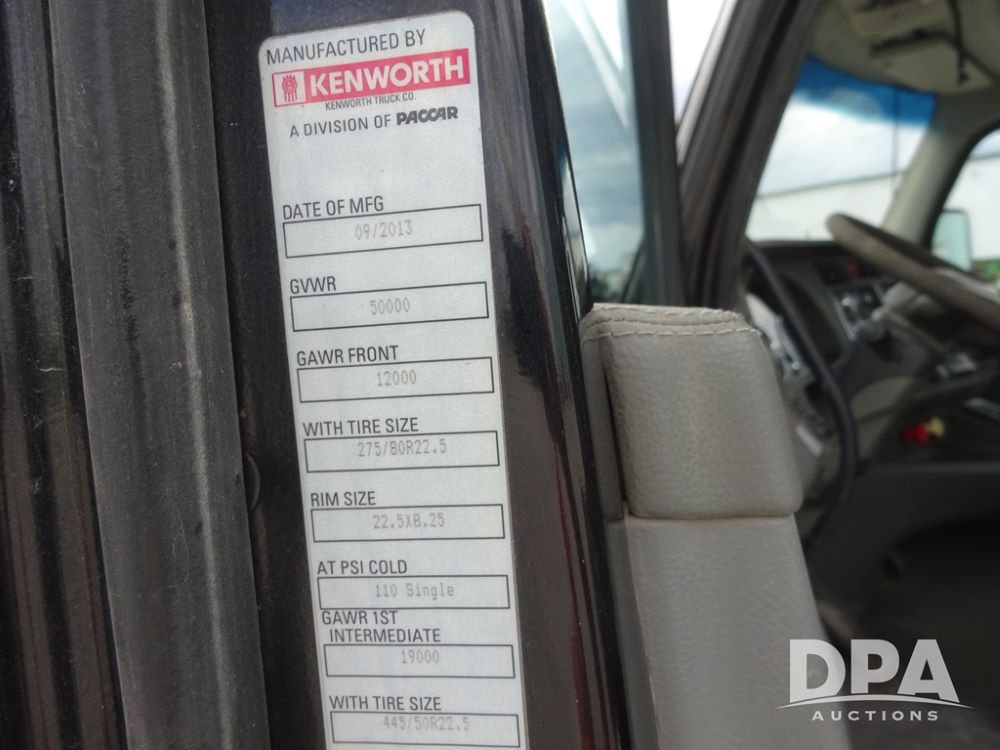 MANUFACTURED BY
KENWORTH
KENWORTH TRUCK CO.
A DIVISION OF PACCAR
DATE OF MFG
09/2013
GVWR
50000
GAWR FRONT
12000
WITH TIRE SIZE
275/80R22.5
RIM SIZE
22.5X8.25
AT PSI COLD
110 Single
GAWR 1ST
INTERMEDIATE
19000
WITH TIRE SIZE
445/50R22.5
DPA
AUCTIONS